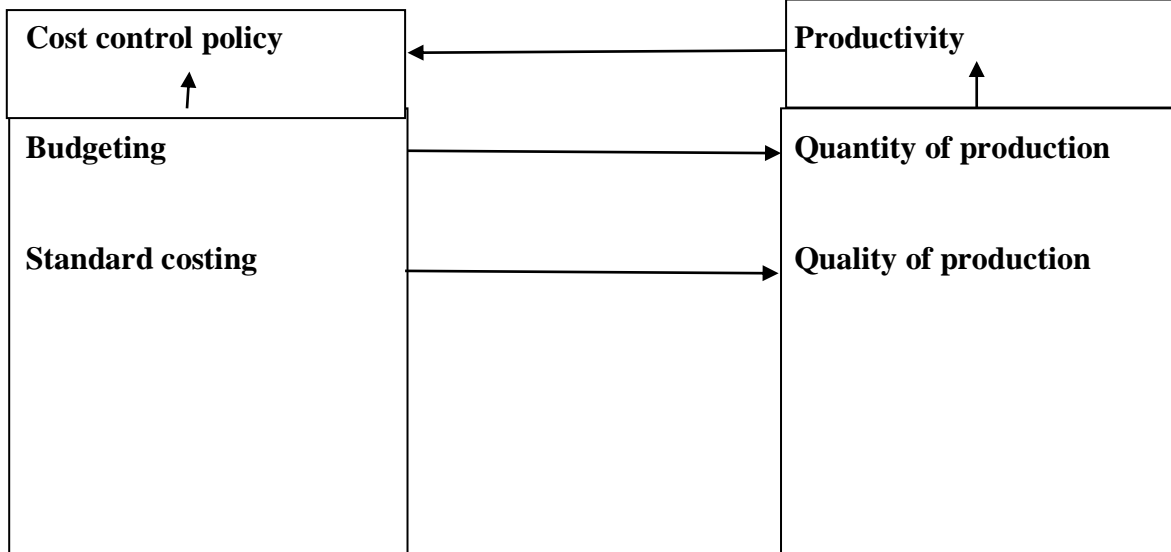 Cost control policy
Productivity
Budgeting
Quantity of production
Standard costing
Quality of production